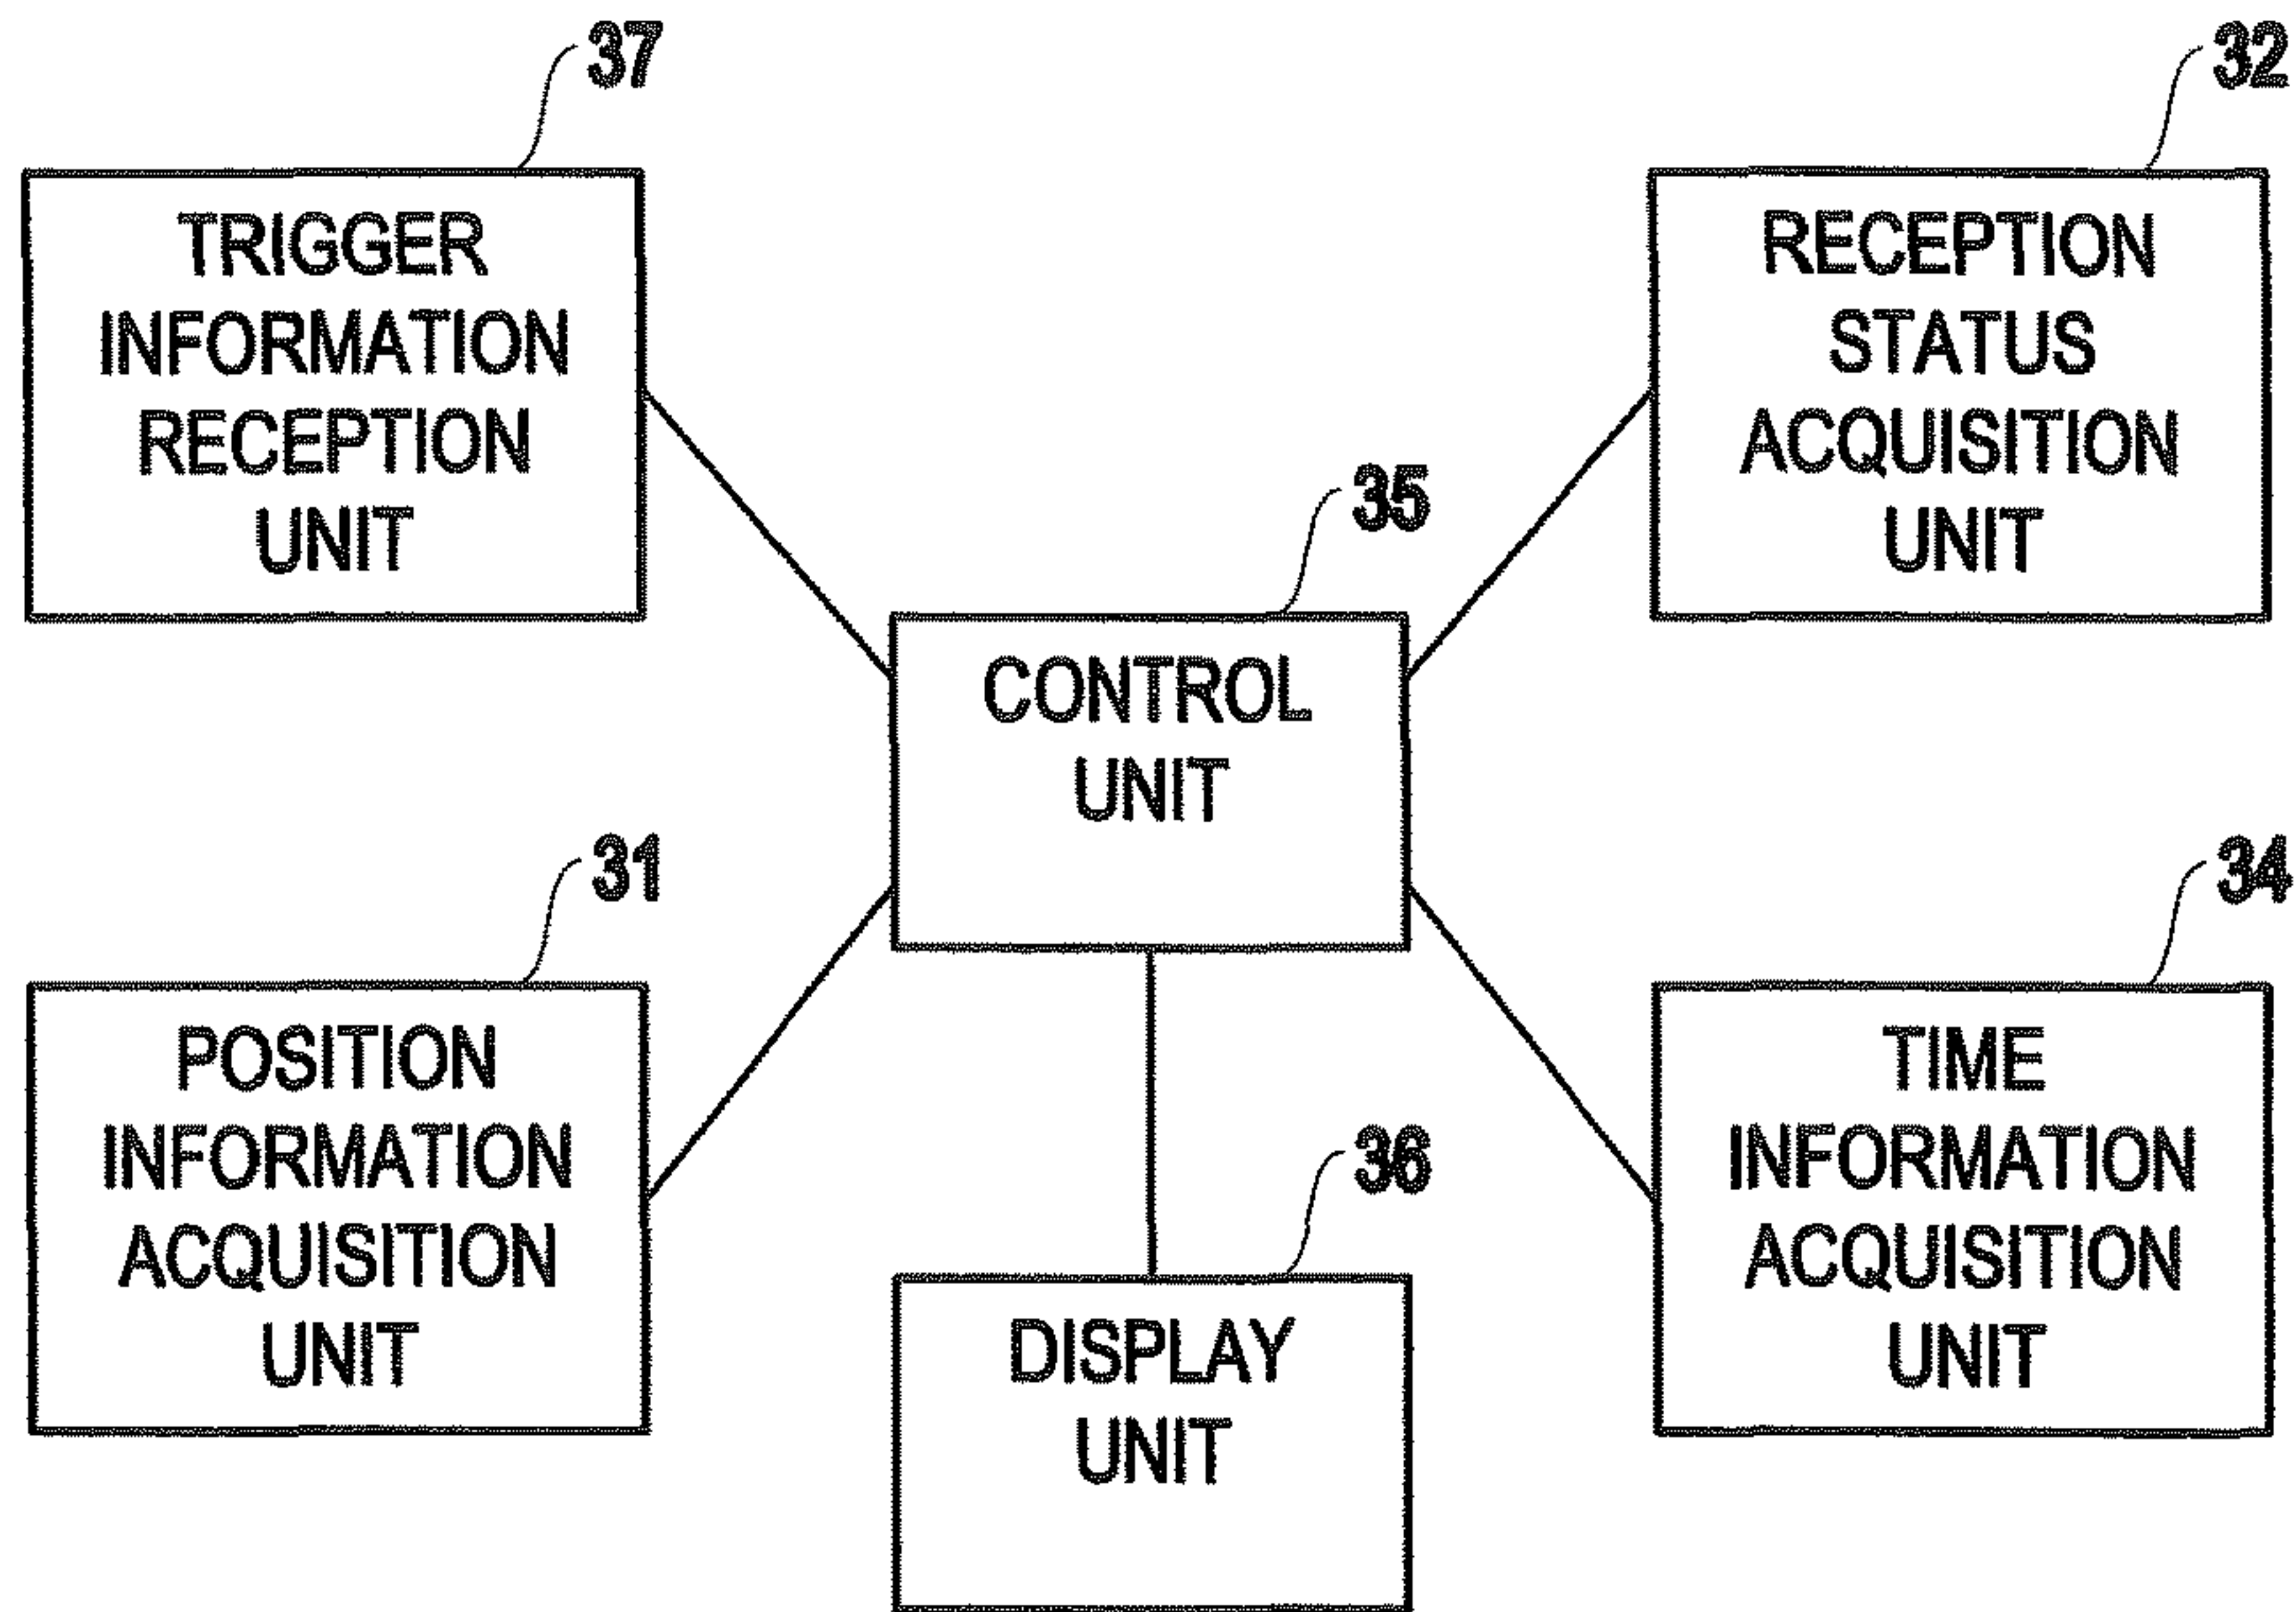 37
TRIGGER
INFORMATION
RECEPTION
UNIT
32
RECEPTION
STATUS
ACQUISITION
UNIT
35
CONTROL
UNIT
31
POSITION
INFORMATION
ACQUISITION
UNIT
34
TIME
INFORMATION
ACQUISITION
UNIT
36
DISPLAY
UNIT